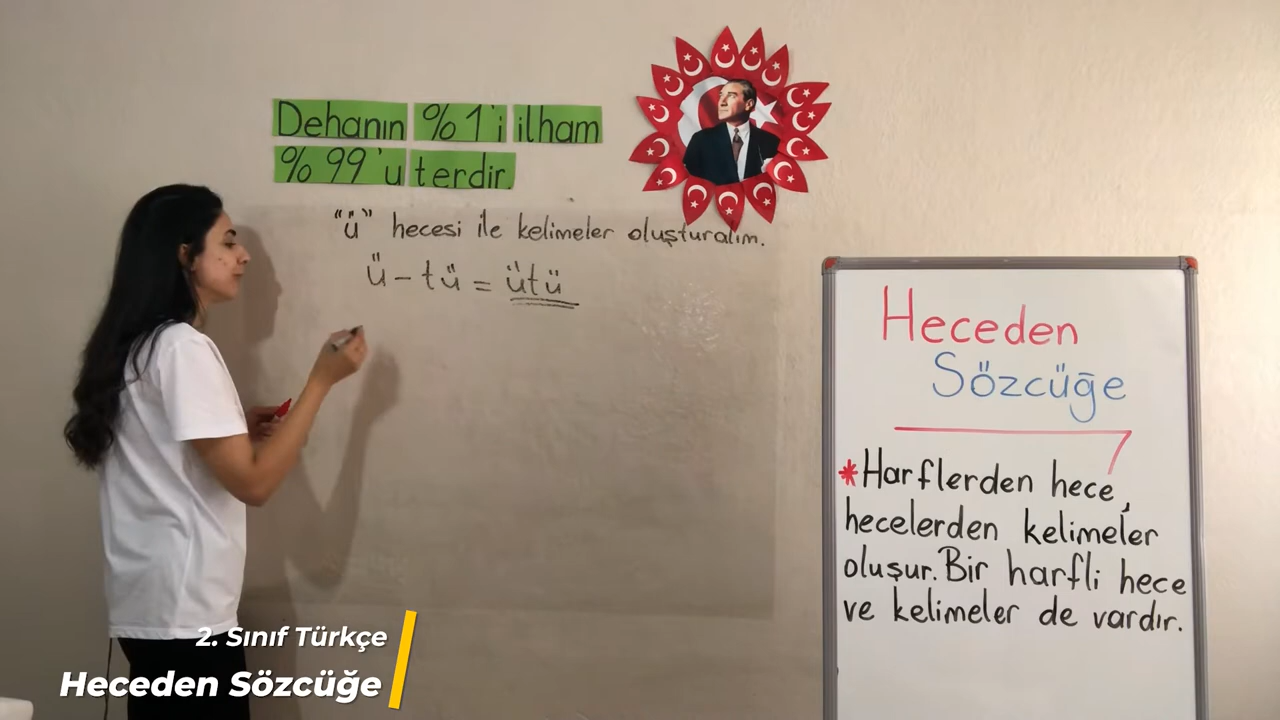 Dehanın %1'i ilham
%99'u terdir.
"ü" hecesi ile kelimeler oluşturalım.
ü - tü = ütü
Heceden
Sözcüğe
*Harflerden hece,
hecelerden kelimeler
oluşur. Bir harfli hece
ve kelimeler de vardır.
2. Sınıf Türkçe
Heceden Sözcüğe